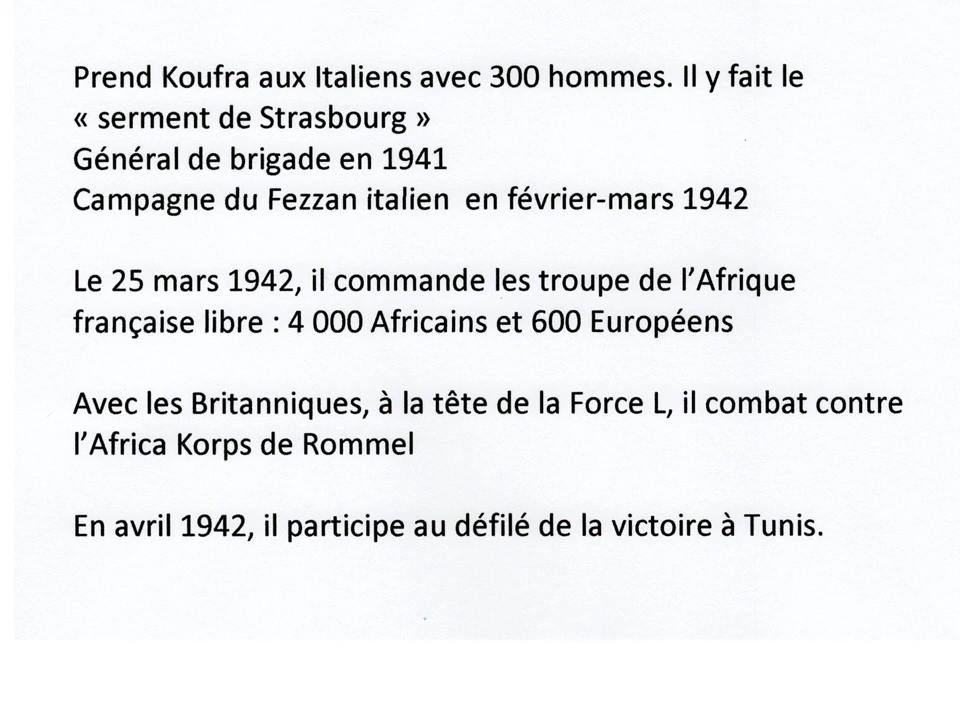 Prend Koufra aux Italiens avec 300 hommes. Il y fait le
« serment de Strasbourg »
Général de brigade en 1941
Campagne du Fezzan italien  en février-mars 1942
Le 25 mars 1942, il commande les troupe de l’Afrique
française libre : 4 000 Africains et 600 Européens
Avec les Britanniques, à la tête de la Force L, il combat contre
l’Africa Korps de Rommel
En avril 1942, il participe au défilé de la victoire à Tunis.